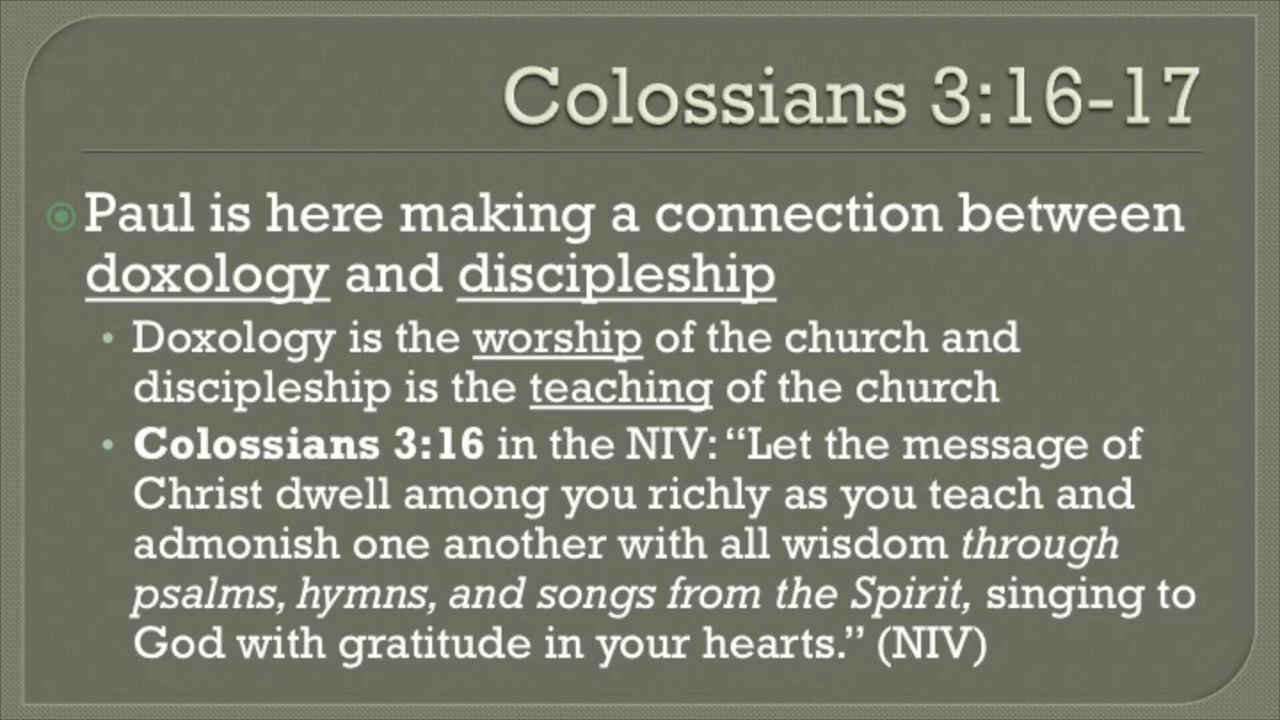 Colossians 3:16-17
Paul is here making a connection between
doxology and discipleship
• Doxology is the worship of the church and
discipleship is the teaching of the church
• Colossians 3:16 in the NIV: “Let the message of
Christ dwell among you richly as you teach and
admonish one another with all wisdom through
psalms, hymns, and songs from the Spirit, singing to
God with gratitude in your hearts.” (NIV)